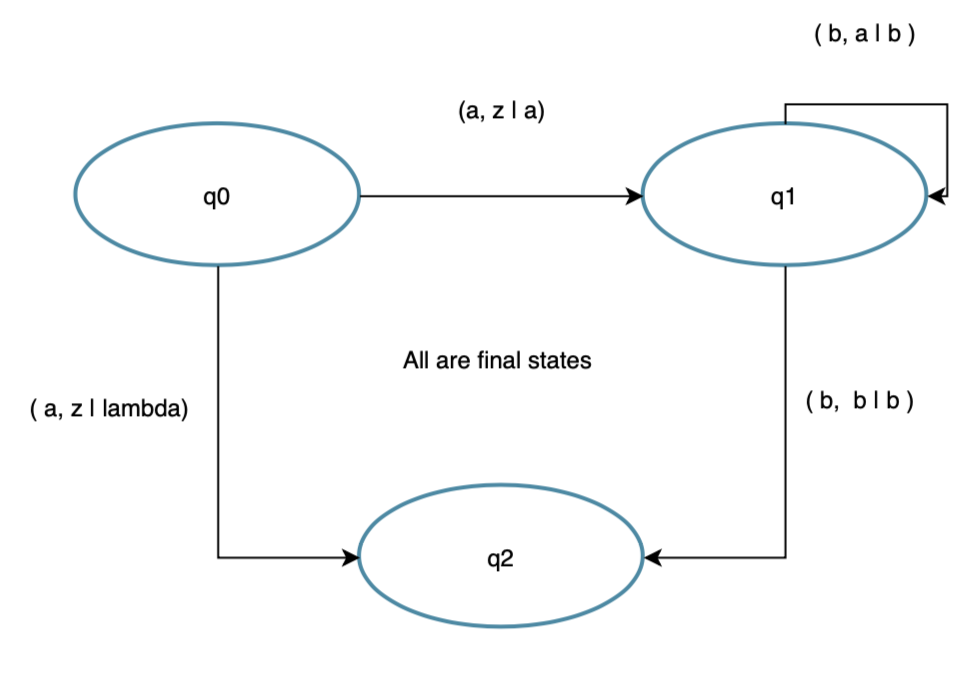 ( b, a l b )
(a, z l a)
q0
q1
All are final states
( a, z l lambda)
( b, b l b )
q2